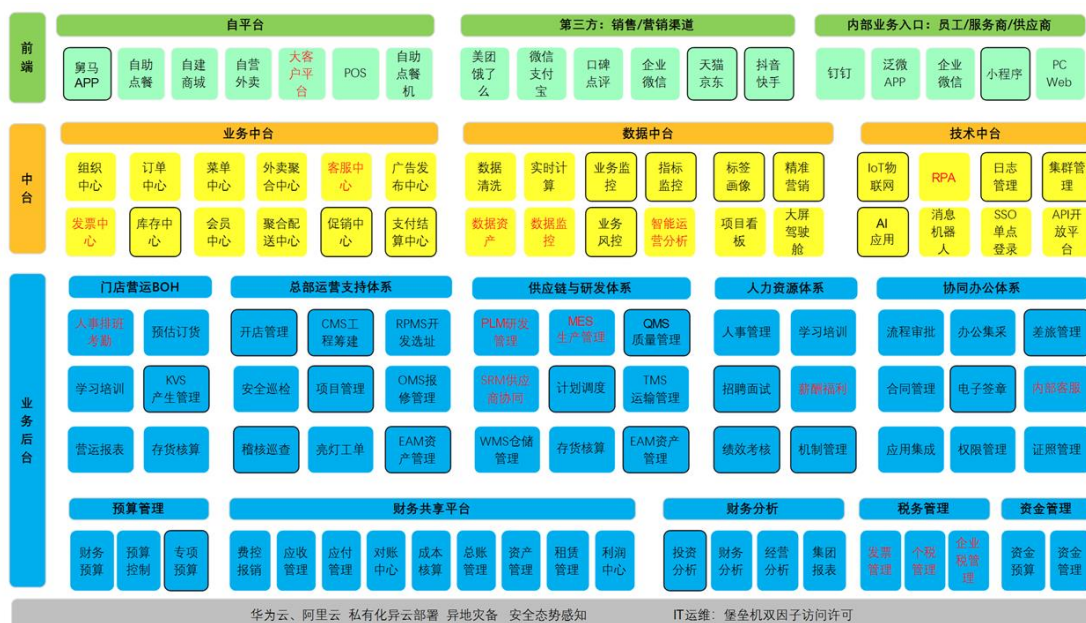 前端
自平台
第三方：销售/营销渠道
内部业务入口：员工/服务商/供应商
舅马
APP
自助
点餐
自建
商城
自营
外卖
大客
户平
台
POS
自助
点餐
机
美团
饿了
么
微信
支付
宝
口碑
点评
企业
微信
天猫
京东
抖音
快手
钉钉
泛微
APP
企业
微信
小程序
PC
Web
中台
业务中台
数据中台
技术中台
组织
中心
订单
中心
菜单
中心
外卖聚
合中心
客服中
心
广告发
布中心
数据
清洗
实时计
算
业务监
控
指标
监控
标签
画像
精准
营销
IoT物
联网
RPA
日志
管理
集群管
理
发票中
心
库存中
心
会员
中心
聚合配
送中心
促销中
心
支付结
算中心
数据资
产
数据监
控
业务
风控
智能运
营分析
项目看
板
大屏
驾驶
舱
AI
应用
消息
机器
人
SSO
单点
登录
API开
放平
台
业务后台
门店营运BOH
总部运营支持体系
供应链与研发体系
人力资源体系
协同办公体系
人事排班
考勤
预估订货
开店管理
CMS工
程筹建
RPMS开
发选址
PLM研发
管理
MES
生产管理
QMS
质量管理
人事管理
学习培训
流程审批
办公集采
差旅管理
学习培训
KVS
产生管理
安全巡检
项目管理
OMS报
修管理
SRM供应
商协同
计划调度
TMS
运输管理
招聘面试
薪酬福利
合同管理
电子签章
内部客服
营运报表
存货核算
稽核巡查
亮灯工单
EAM资
产管理
WMS仓储
管理
存货核算
EAM资产
管理
绩效考核
机制管理
应用集成
权限管理
证照管理
预算管理
财务共享平台
财务分析
税务管理
资金管理
财务
预算
预算
控制
专项
预算
费控
报销
应收
管理
应付
管理
对账
中心
成本
核算
总账
管理
资产
管理
租赁
管理
利润
中心
投资
分析
财务
分析
经营
分析
集团
报表
发票
管理
个税
管理
企业
税管
理
资金
预算
资金
管理
华为云、阿里云 私有化异云部署 异地灾备 安全态势感知 IT运维：堡垒机双因子访问许可